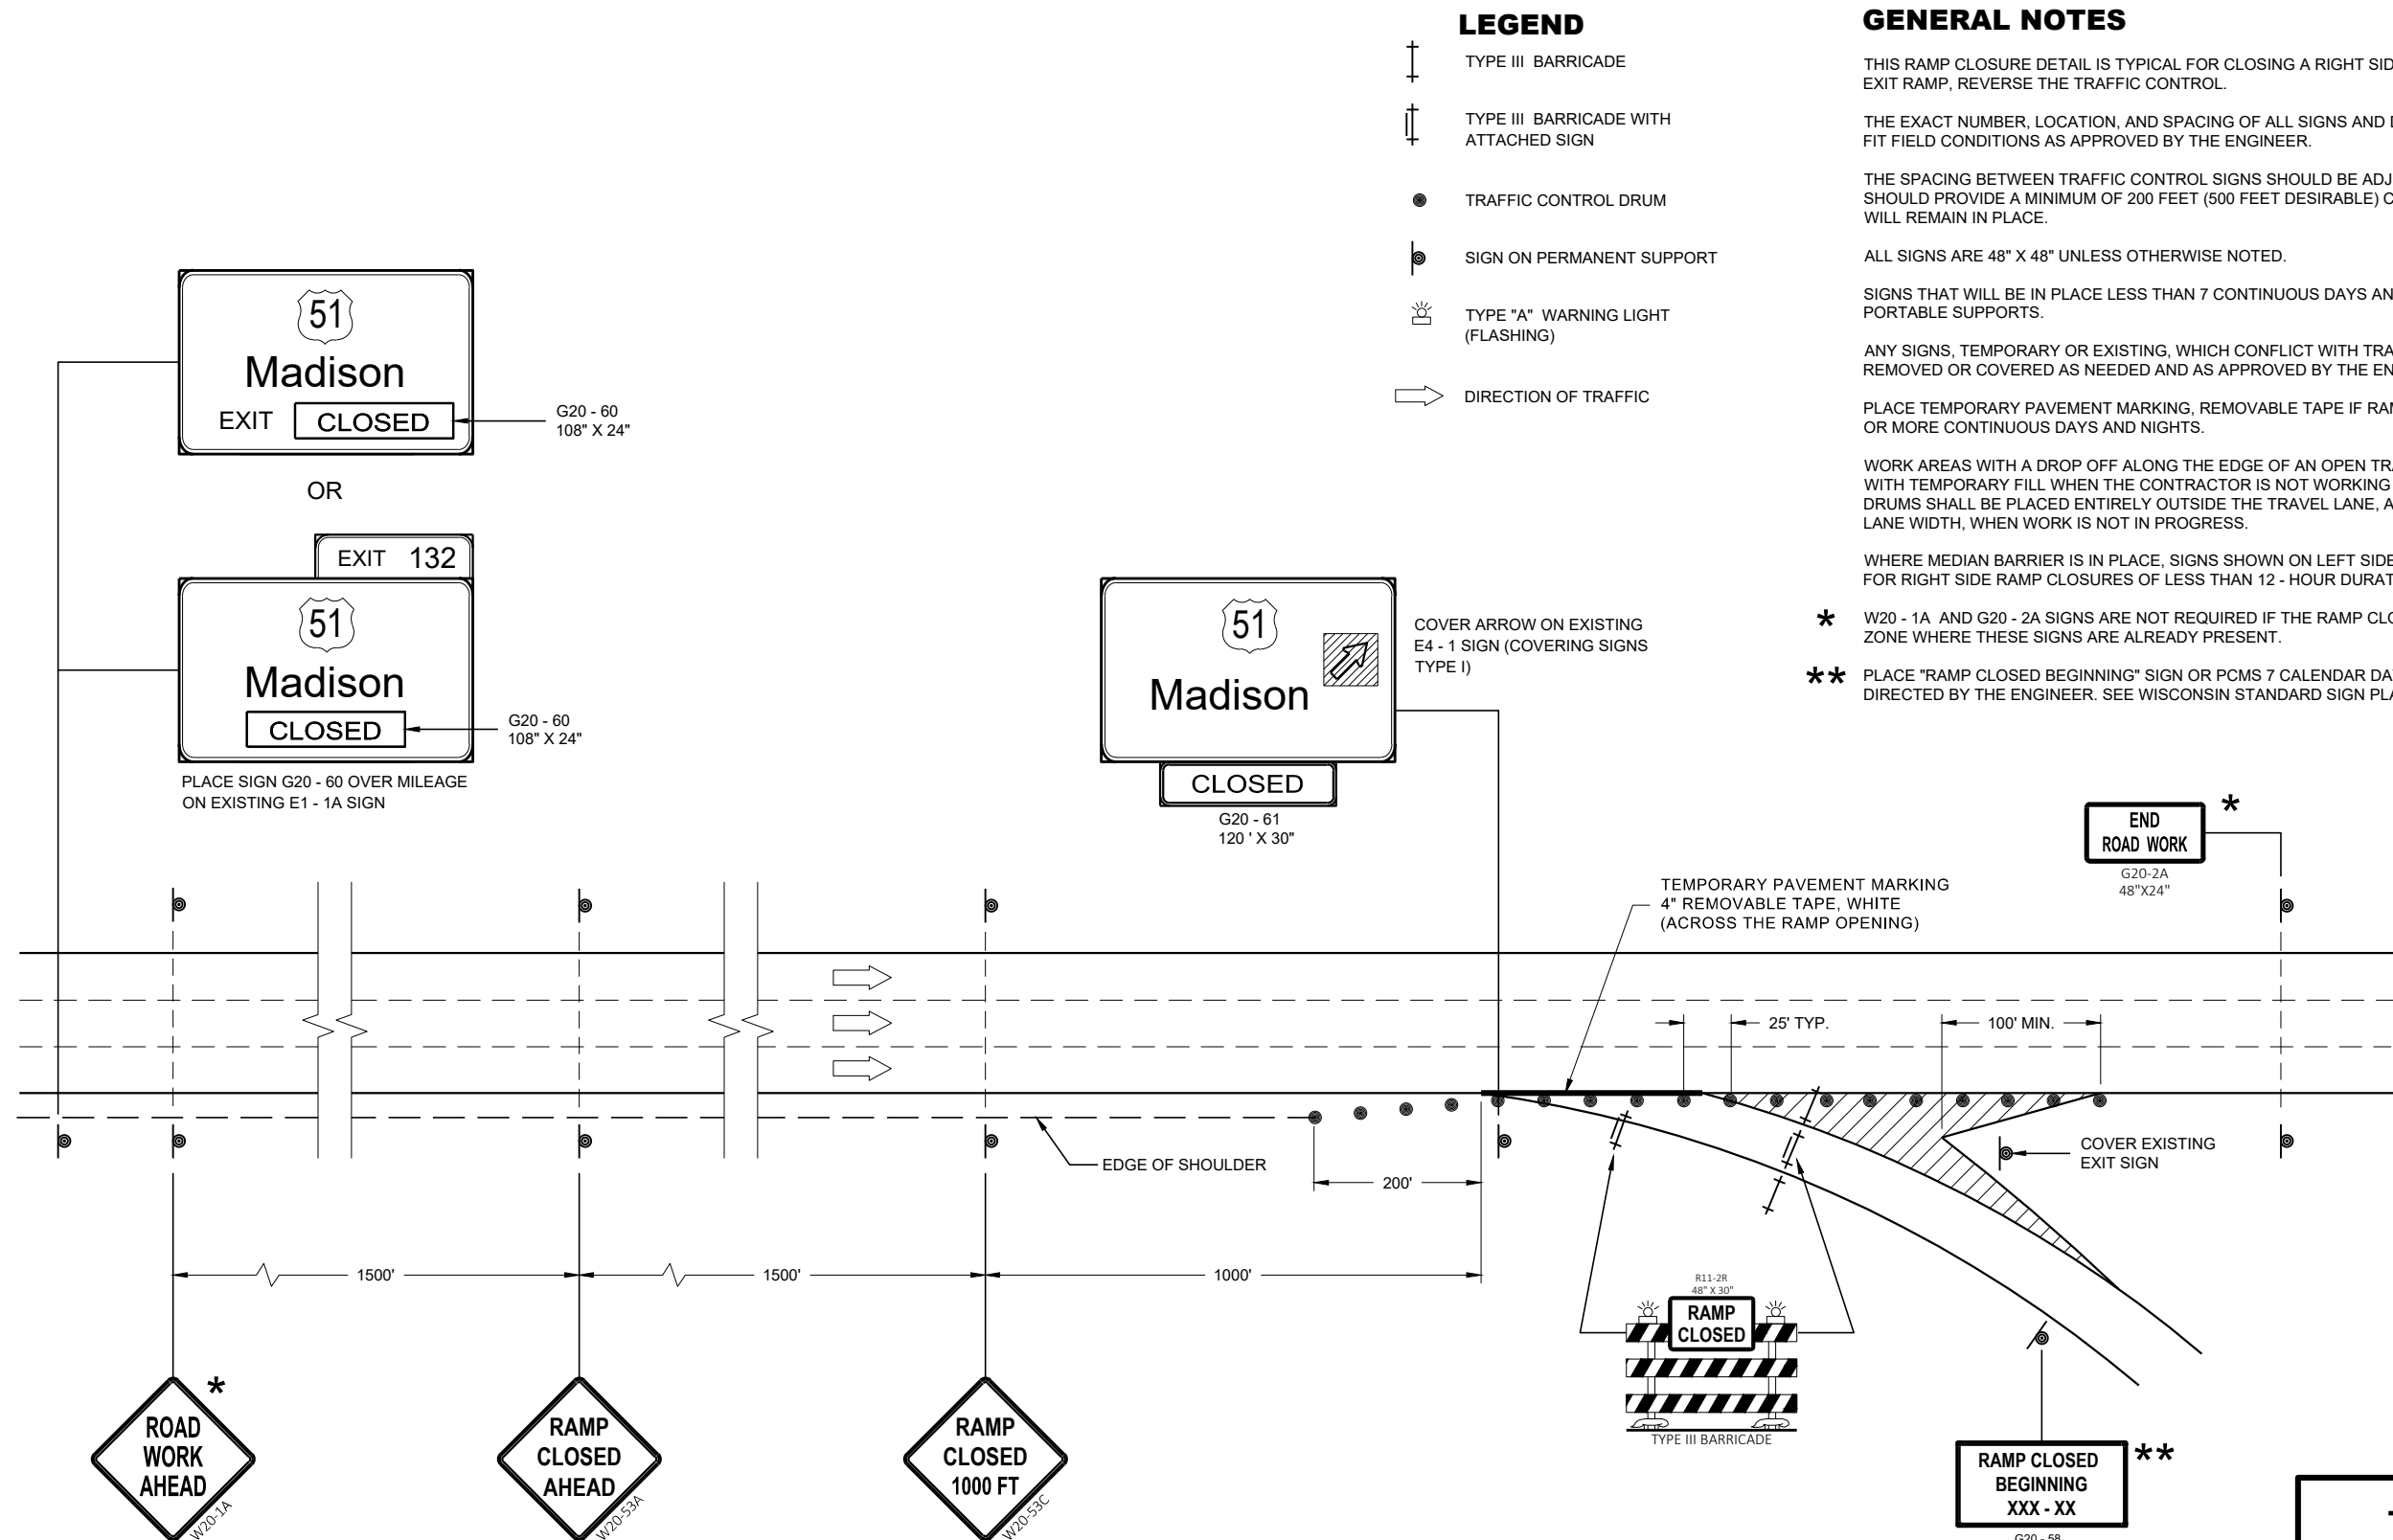 LEGEND
TYPE III BARRICADE
TYPE III BARRICADE WITH
ATTACHED SIGN
TRAFFIC CONTROL DRUM
SIGN ON PERMANENT SUPPORT
TYPE "A" WARNING LIGHT
(FLASHING)
DIRECTION OF TRAFFIC
GENERAL NOTES
THIS RAMP CLOSURE DETAIL IS TYPICAL FOR CLOSING A RIGHT SID
EXIT RAMP, REVERSE THE TRAFFIC CONTROL.
THE EXACT NUMBER, LOCATION, AND SPACING OF ALL SIGNS AND
FIT FIELD CONDITIONS AS APPROVED BY THE ENGINEER.
THE SPACING BETWEEN TRAFFIC CONTROL SIGNS SHOULD BE ADJ
SHOULD PROVIDE A MINIMUM OF 200 FEET (500 FEET DESIRABLE)
WILL REMAIN IN PLACE.
ALL SIGNS ARE 48" X 48" UNLESS OTHERWISE NOTED.
SIGNS THAT WILL BE IN PLACE LESS THAN 7 CONTINUOUS DAYS AN
PORTABLE SUPPORTS.
ANY SIGNS, TEMPORARY OR EXISTING, WHICH CONFLICT WITH TRA
REMOVED OR COVERED AS NEEDED AND AS APPROVED BY THE EN
PLACE TEMPORARY PAVEMENT MARKING, REMOVABLE TAPE IF RA
OR MORE CONTINUOUS DAYS AND NIGHTS.
WORK AREAS WITH A DROP OFF ALONG THE EDGE OF AN OPEN TRA
WITH TEMPORARY FILL WHEN THE CONTRACTOR IS NOT WORKING
DRUMS SHALL BE PLACED ENTIRELY OUTSIDE THE TRAVEL LANE, A
LANE WIDTH, WHEN WORK IS NOT IN PROGRESS.
WHERE MEDIAN BARRIER IS IN PLACE, SIGNS SHOWN ON LEFT SIDE
FOR RIGHT SIDE RAMP CLOSURES OF LESS THAN 12 - HOUR DURAT
* W20 - 1A AND G20 - 2A SIGNS ARE NOT REQUIRED IF THE RAMP CLO
ZONE WHERE THESE SIGNS ARE ALREADY PRESENT.
** PLACE "RAMP CLOSED BEGINNING" SIGN OR PCMS 7 CALENDAR DA
DIRECTED BY THE ENGINEER. SEE WISCONSIN STANDARD SIGN PLA
51
Madison
EXIT CLOSED
G20 - 60
108" X 24"
OR
EXIT 132
51
Madison
CLOSED
G20 - 60
108" X 24"
PLACE SIGN G20 - 60 OVER MILEAGE
ON EXISTING E1 - 1A SIGN
51
Madison
CLOSED
G20 - 61
120 ' X 30"
COVER ARROW ON EXISTING
E4 - 1 SIGN (COVERING SIGNS
TYPE I)
END
ROAD WORK
*
G20-2A
48"X24"
TEMPORARY PAVEMENT MARKING
4" REMOVABLE TAPE, WHITE
(ACROSS THE RAMP OPENING)
25' TYP.
100' MIN.
EDGE OF SHOULDER
200'
COVER EXISTING
EXIT SIGN
1500'
1500'
1000'
R11-2R
48" X 30"
RAMP
CLOSED
TYPE III BARRICADE
ROAD
WORK
AHEAD
*
W20-1A
RAMP
CLOSED
AHEAD
W20-53A
RAMP
CLOSED
1000 FT
W20-53C
RAMP CLOSED
BEGINNING
XXX - XX
**
G20 - 58